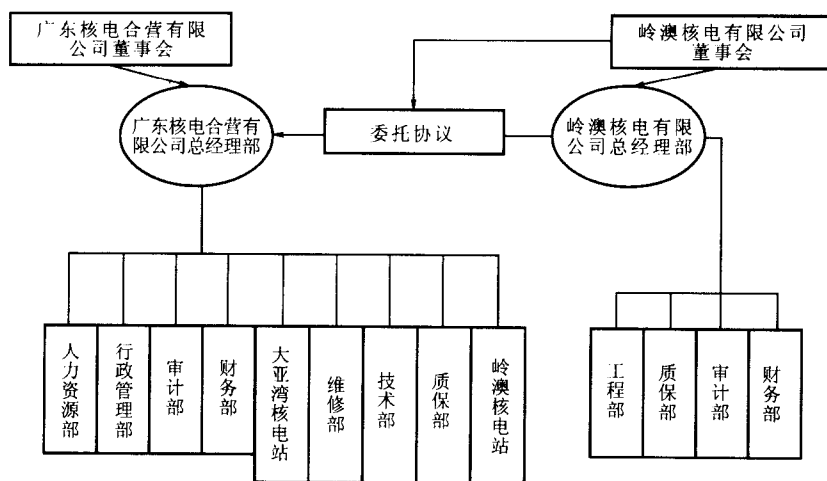 广东核电合营有限
公司董事会
岭澳核电有限公司
董事会
广东核电合营有
限公司总经理部
委托协议
岭澳核电有限
公司总经理部
人力资源部
行政管理部
审计部
财务部
大亚湾核电站
维修部
技术部
质保部
岭澳核电站
工程部
质保部
审计部
财务部